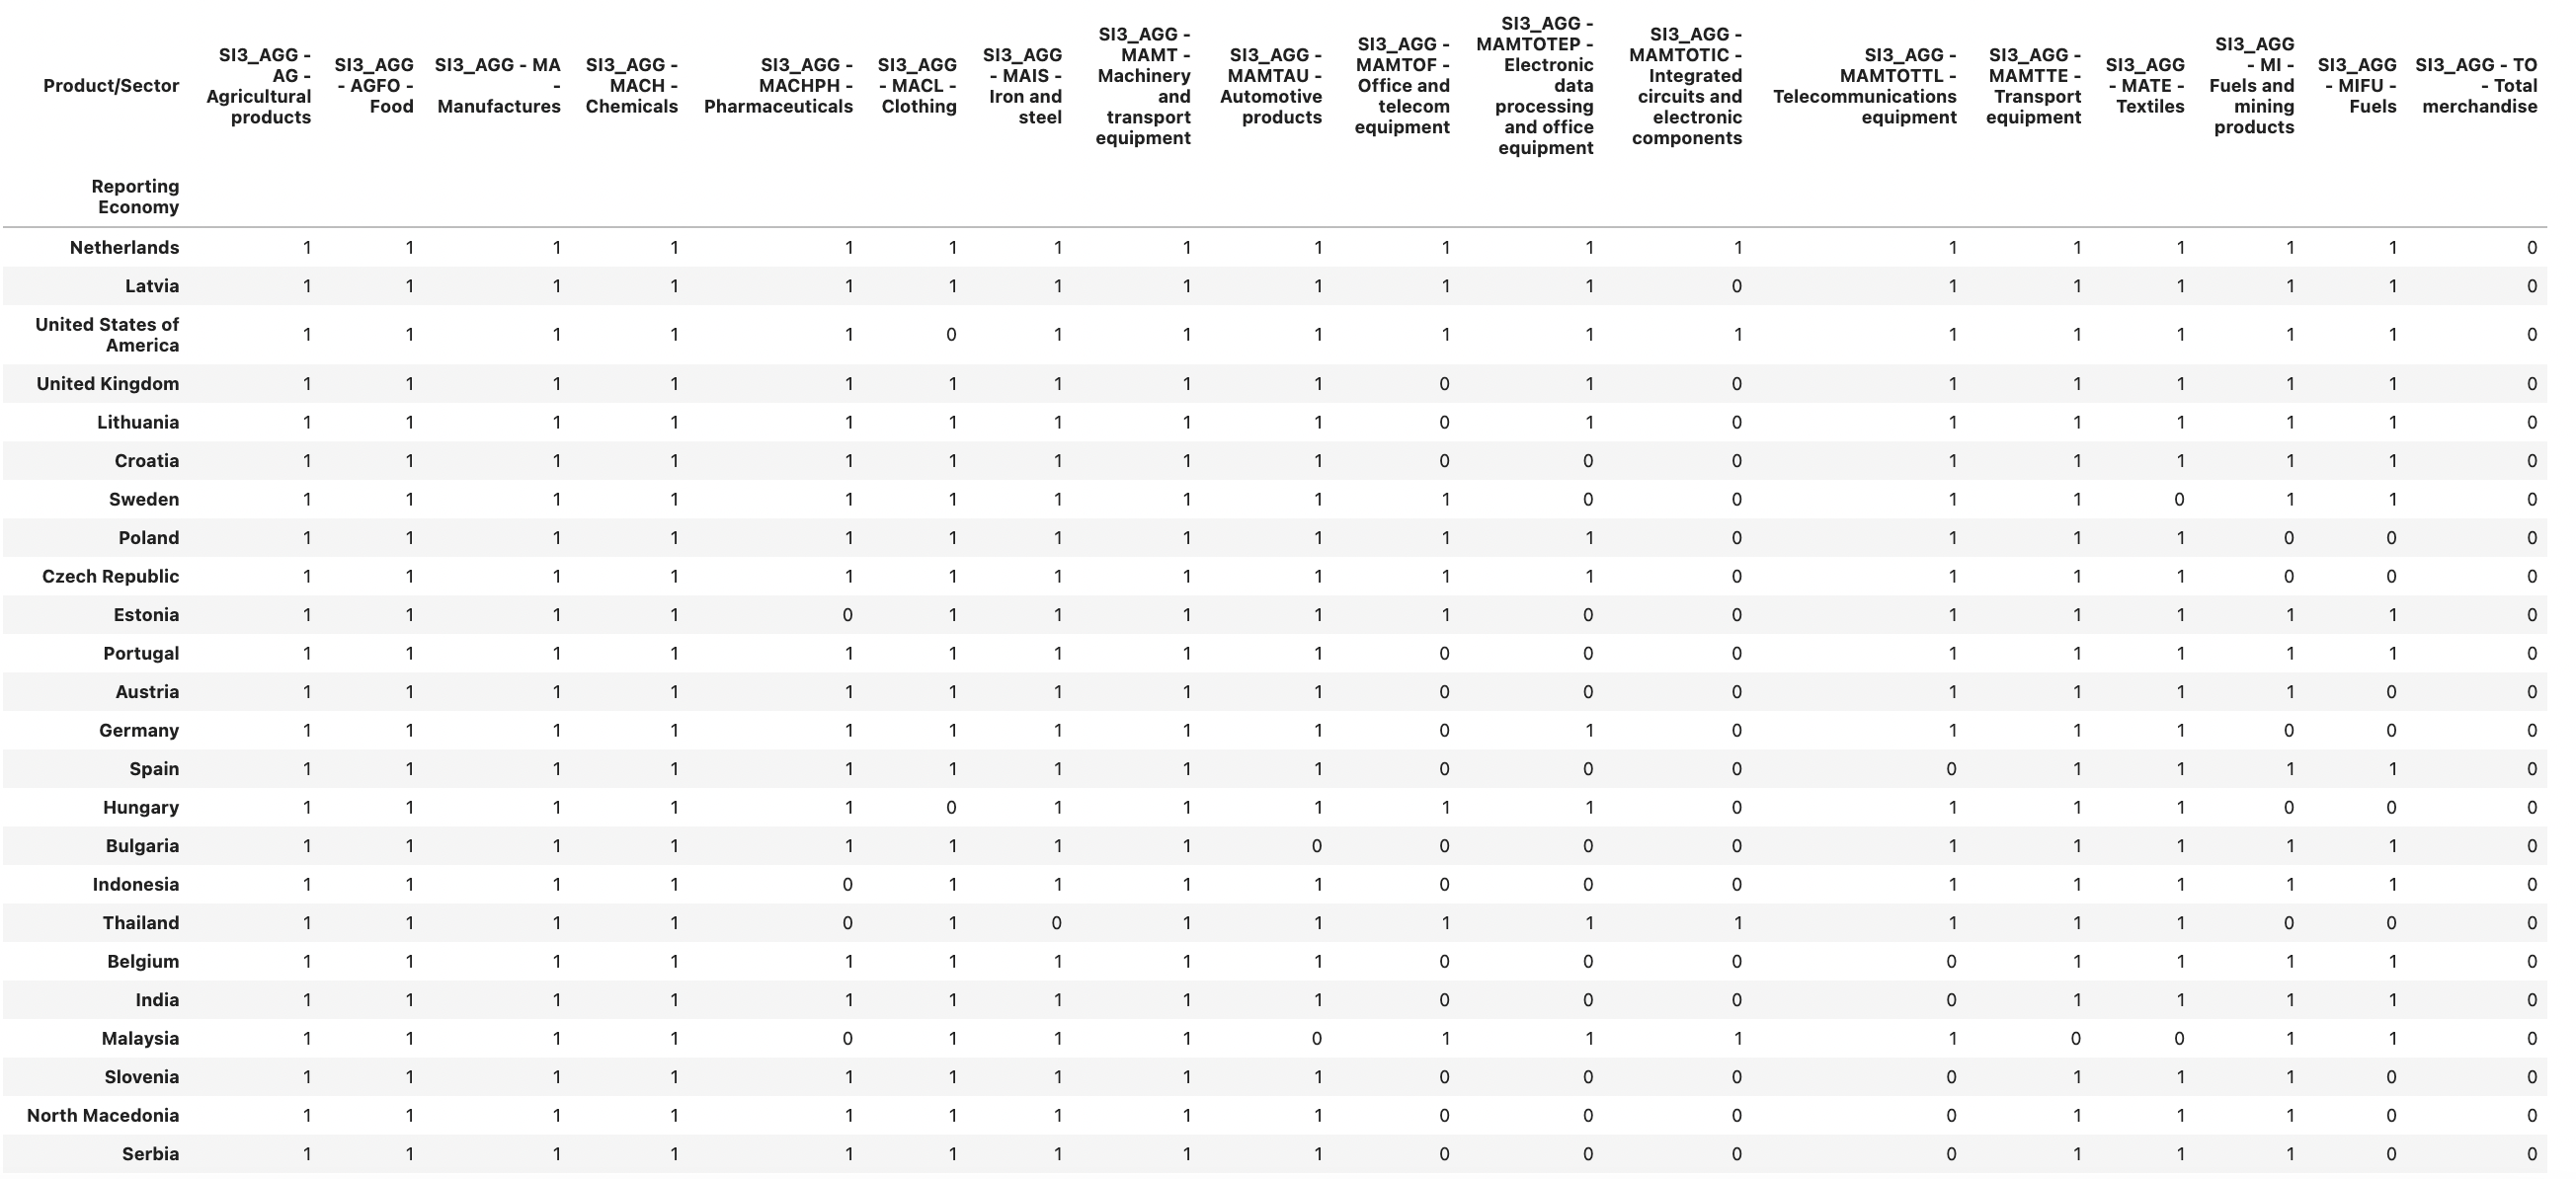 Product/Sector SI3_AGG - AG - Agricultural products SI3_AGG - AGFO - Food SI3_AGG - MA - Manufactures SI3_AGG - MACH - Chemicals SI3_AGG - MACHPH - Pharmaceuticals SI3_AGG - MACL - Clothing SI3_AGG - MAIS - Iron and steel SI3_AGG - MAMT - Machinery and transport equipment SI3_AGG - MAMTAU - Automotive products SI3_AGG - MAMTOF - Office and telecom equipment SI3_AGG - MAMTOTEP - Electronic data processing and office equipment SI3_AGG - MAMTOTIC - Integrated circuits and electronic components SI3_AGG - MAMTOTTL - Telecommunications equipment SI3_AGG - MAMTTE - Transport equipment SI3_AGG - MATE - Textiles SI3_AGG - MI - Fuels and mining products SI3_AGG - MIFU - Fuels SI3_AGG - TO - Total merchandise
Reporting Economy
Netherlands 1 1 1 1 1 1 1 1 1 1 1 1 1 1 1 1 1 0
Latvia 1 1 1 1 1 1 1 1 1 1 1 0 1 1 1 1 1 0
United States of America 1 1 1 1 1 0 1 1 1 1 1 1 1 1 1 1 1 0
United Kingdom 1 1 1 1 1 1 1 1 1 0 1 0 1 1 1 1 1 0
Lithuania 1 1 1 1 1 1 1 1 1 0 1 0 1 1 1 1 1 0
Croatia 1 1 1 1 1 1 1 1 1 0 0 0 1 1 1 1 1 0
Sweden 1 1 1 1 1 1 1 1 1 1 0 0 1 1 0 1 1 0
Poland 1 1 1 1 1 1 1 1 1 1 1 0 1 1 1 0 0 0
Czech Republic 1 1 1 1 1 1 1 1 1 1 1 0 1 1 1 0 0 0
Estonia 1 1 1 1 0 1 1 1 1 1 0 0 1 1 1 1 1 0
Portugal 1 1 1 1 1 1 1 1 1 0 0 0 1 1 1 1 1 0
Austria 1 1 1 1 1 1 1 1 1 0 0 0 1 1 1 1 0 0
Germany 1 1 1 1 1 1 1 1 1 0 1 0 1 1 1 0 0 0
Spain 1 1 1 1 1 1 1 1 1 0 0 0 0 1 1 1 1 0
Hungary 1 1 1 1 1 0 1 1 1 1 1 0 1 1 1 0 0 0
Bulgaria 1 1 1 1 1 1 1 1 0 0 0 0 1 1 1 1 1 0
Indonesia 1 1 1 1 0 1 1 1 1 0 0 0 1 1 1 1 1 0
Thailand 1 1 1 1 0 1 0 1 1 1 1 1 1 1 1 0 0 0
Belgium 1 1 1 1 1 1 1 1 1 0 0 0 0 1 1 1 1 0
India 1 1 1 1 1 1 1 1 1 0 0 0 0 1 1 1 1 0
Malaysia 1 1 1 1 0 1 1 1 0 1 1 1 1 0 0 1 1 0
Slovenia 1 1 1 1 1 1 1 1 1 0 0 0 0 1 1 1 0 0
North Macedonia 1 1 1 1 1 1 1 1 1 0 0 0 0 1 1 1 0 0
Serbia 1 1 1 1 1 1 1 1 1 0 0 0 0 1 1 1 0 0